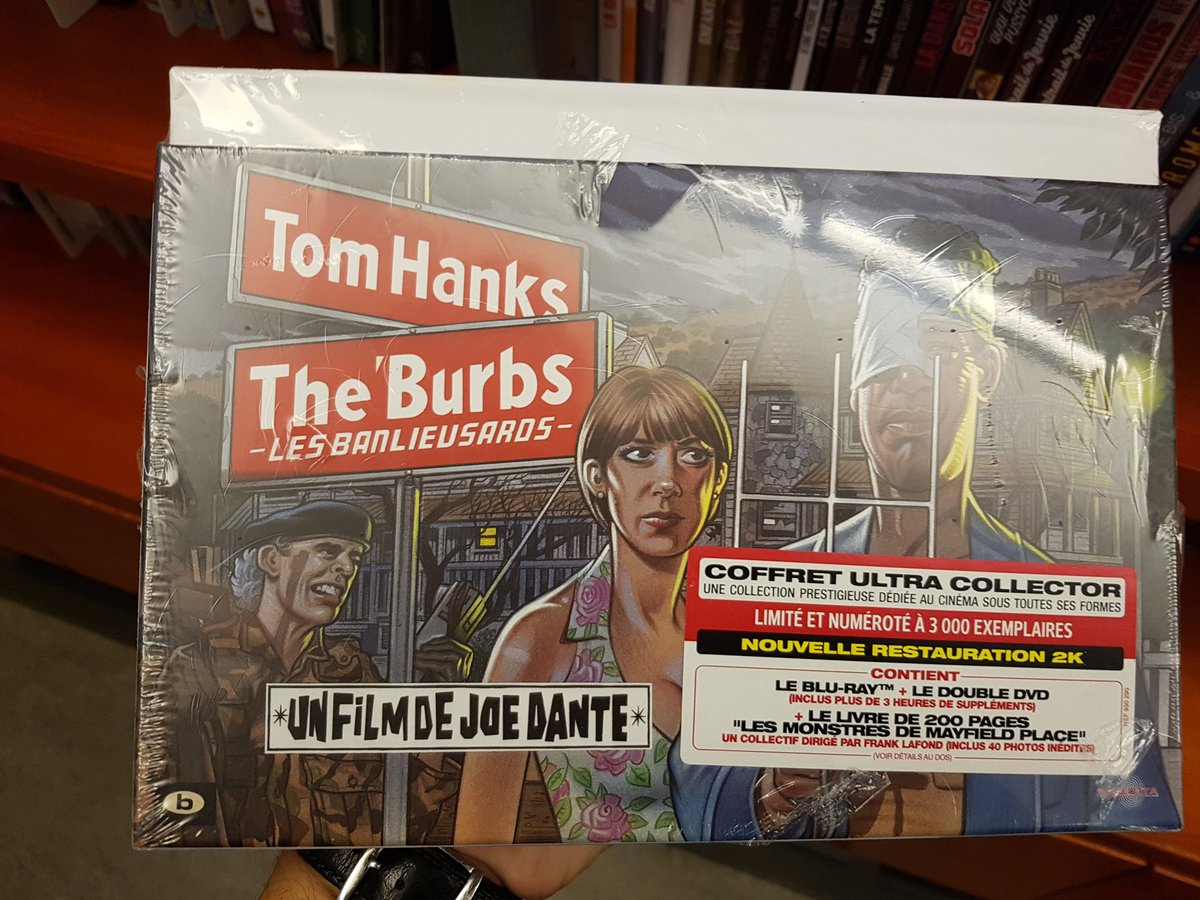 SOLA
Tom Hanks
The 'Burbs
-LES BANLIEUSARDS-
COFFRET ULTRA COLLECTOR
UNE COLLECTION PRESTIGIEUSE DÉDIÉE AU CINÉMA SOUS TOUTES SES FORMES
LIMITÉ ET NUMÉROTÉ À 3 000 EXEMPLAIRES
NOUVELLE RESTAURATION 2K
CONTIENT
LE BLU-RAY™ + LE DOUBLE DVD
(INCLUS PLUS DE 3 HEURES DE SUPPLÉMENTS)
+ LE LIVRE DE 200 PAGES
"LES MONSTRES DE MAYFIELD PLACE"
UN COLLECTIF DIRIGÉ PAR FRANK LAFOND (INCLUS 40 PHOTOS INÉDITES)
(VOIR DÉTAILS AU DOS)
*UN FILM DE JOE DANTE*
b